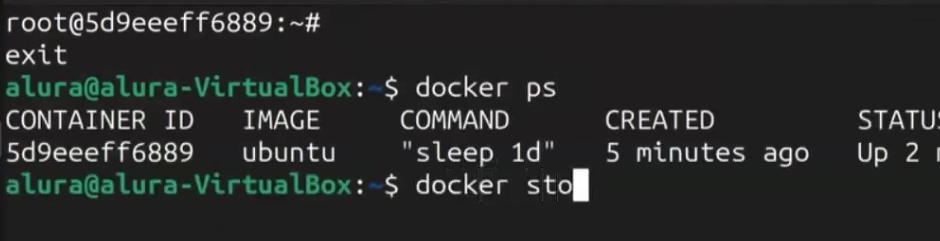 root@5d9eeeff6889:~#
exit
alura@alura-VirtualBox:~$ docker ps
CONTAINER ID IMAGE COMMAND CREATED STATUS
5d9eeeff6889 ubuntu "sleep 1d" 5 minutes ago Up 2
alura@alura-VirtualBox:~$ docker sto